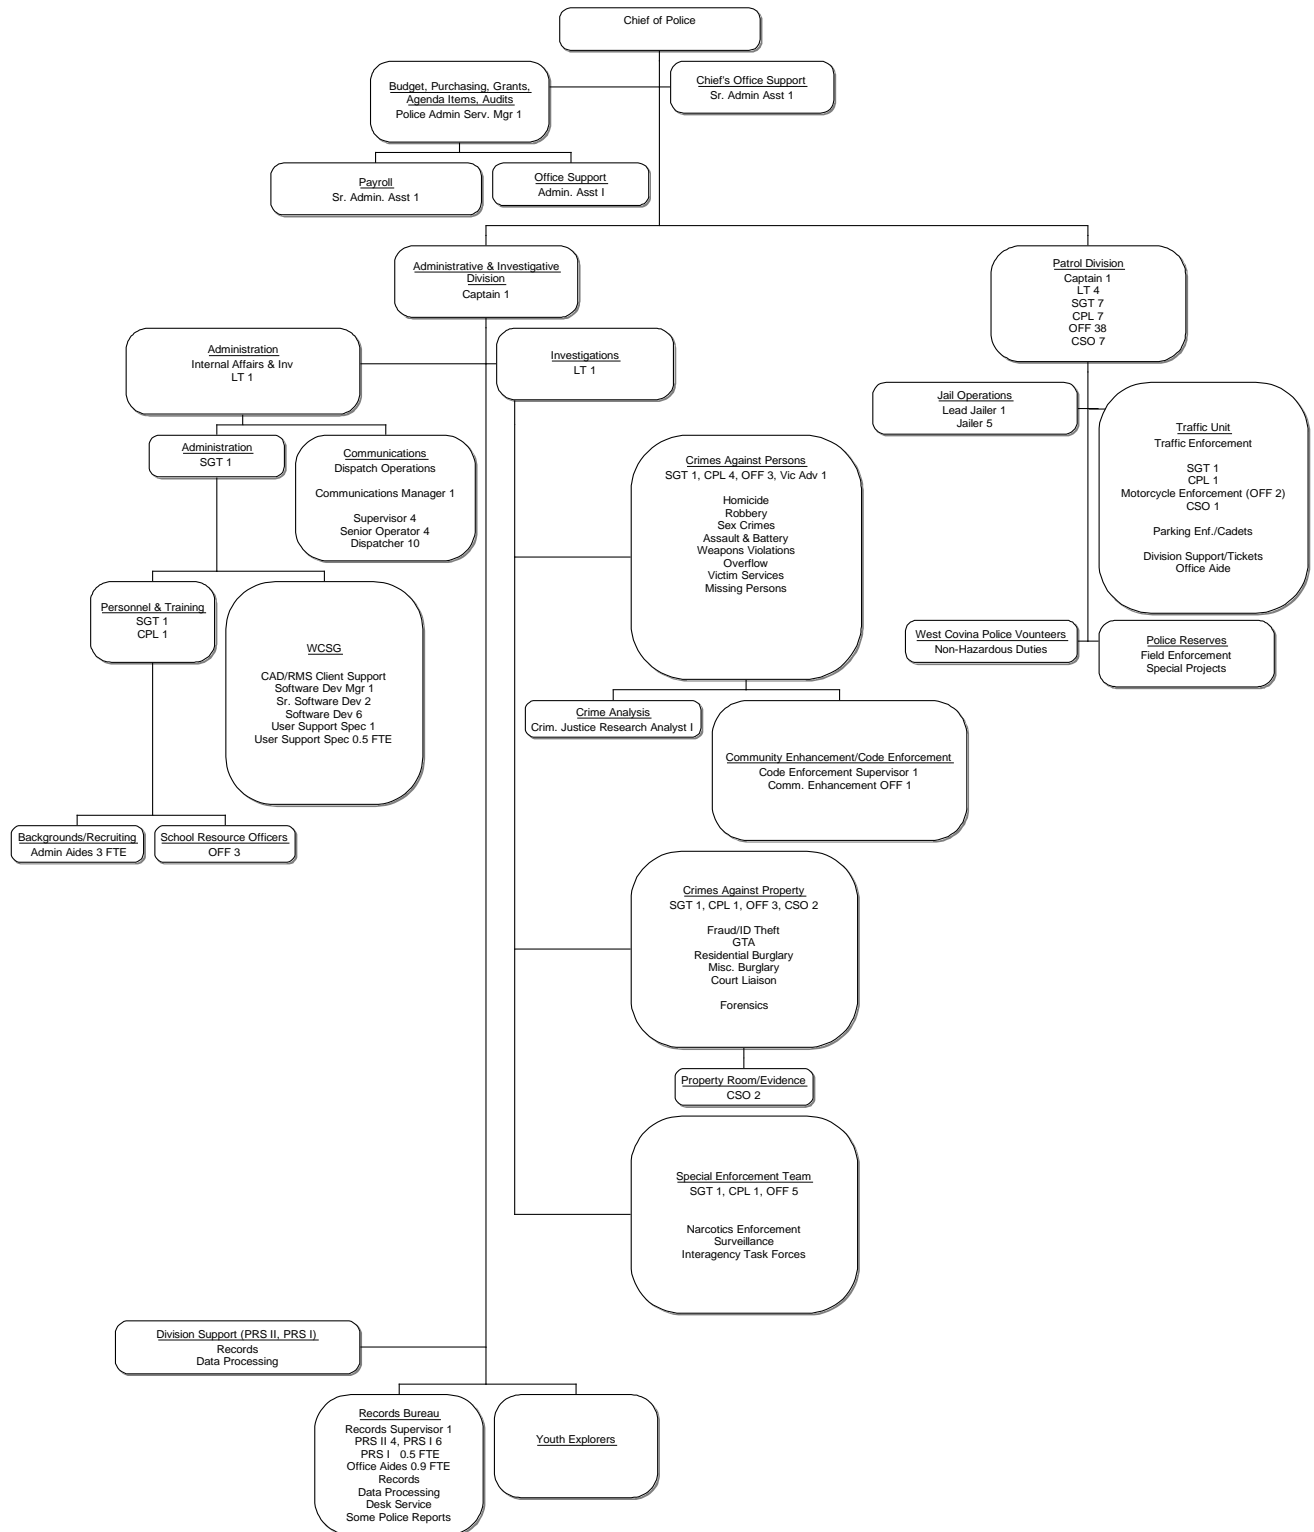 Chief of Police
Budget, Purchasing, Grants,
Agenda Items, Audits
Police Admin Serv. Mgr 1
Chief's Office Support
Sr. Admin Asst 1
Payroll
Sr. Admin. Asst 1
Office Support
Admin. Asst I
Administrative & Investigative
Division
Captain 1
Patrol Division
Captain 1
LT 4
SGT 7
CPL 7
OFF 38
CSO 7
Administration
Internal Affairs & Inv
LT 1
Investigations
LT 1
Jail Operations
Lead Jailer 1
Jailer 5
Traffic Unit
Traffic Enforcement
SGT 1
CPL 1
Motorcycle Enforcement (OFF 2)
CSO 1
Parking Enf./Cadets
Division Support/Tickets
Office Aide
Administration
SGT 1
Communications
Dispatch Operations
Communications Manager 1
Supervisor 4
Senior Operator 4
Dispatcher 10
Crimes Against Persons
SGT 1, CPL 4, OFF 3, Vic Adv 1
Homicide
Robbery
Sex Crimes
Assault & Battery
Weapons Violations
Overflow
Victim Services
Missing Persons
Personnel & Training
SGT 1
CPL 1
WCSG
CAD/RMS Client Support
Software Dev Mgr 1
Sr. Software Dev 2
Software Dev 6
User Support Spec 1
User Support Spec 0.5 FTE
West Covina Police Vounteers
Non-Hazardous Duties
Police Reserves
Field Enforcement
Special Projects
Crime Analysis
Crim. Justice Research Analyst I
Community Enhancement/Code Enforcement
Code Enforcement Supervisor 1
Comm. Enhancement OFF 1
Backgrounds/Recruiting
Admin Aides 3 FTE
School Resource Officers
OFF 3
Crimes Against Property
SGT 1, CPL 1, OFF 3, CSO 2
Fraud/ID Theft
GTA
Residential Burglary
Misc. Burglary
Court Liaison
Forensics
Property Room/Evidence
CSO 2
Special Enforcement Team
SGT 1, CPL 1, OFF 5
Narcotics Enforcement
Surveillance
Interagency Task Forces
Division Support (PRS II, PRS I)
Records
Data Processing
Records Bureau
Records Supervisor 1
PRS II 4, PRS I 6
PRS I 0.5 FTE
Office Aides 0.9 FTE
Records
Data Processing
Desk Service
Some Police Reports
Youth Explorers